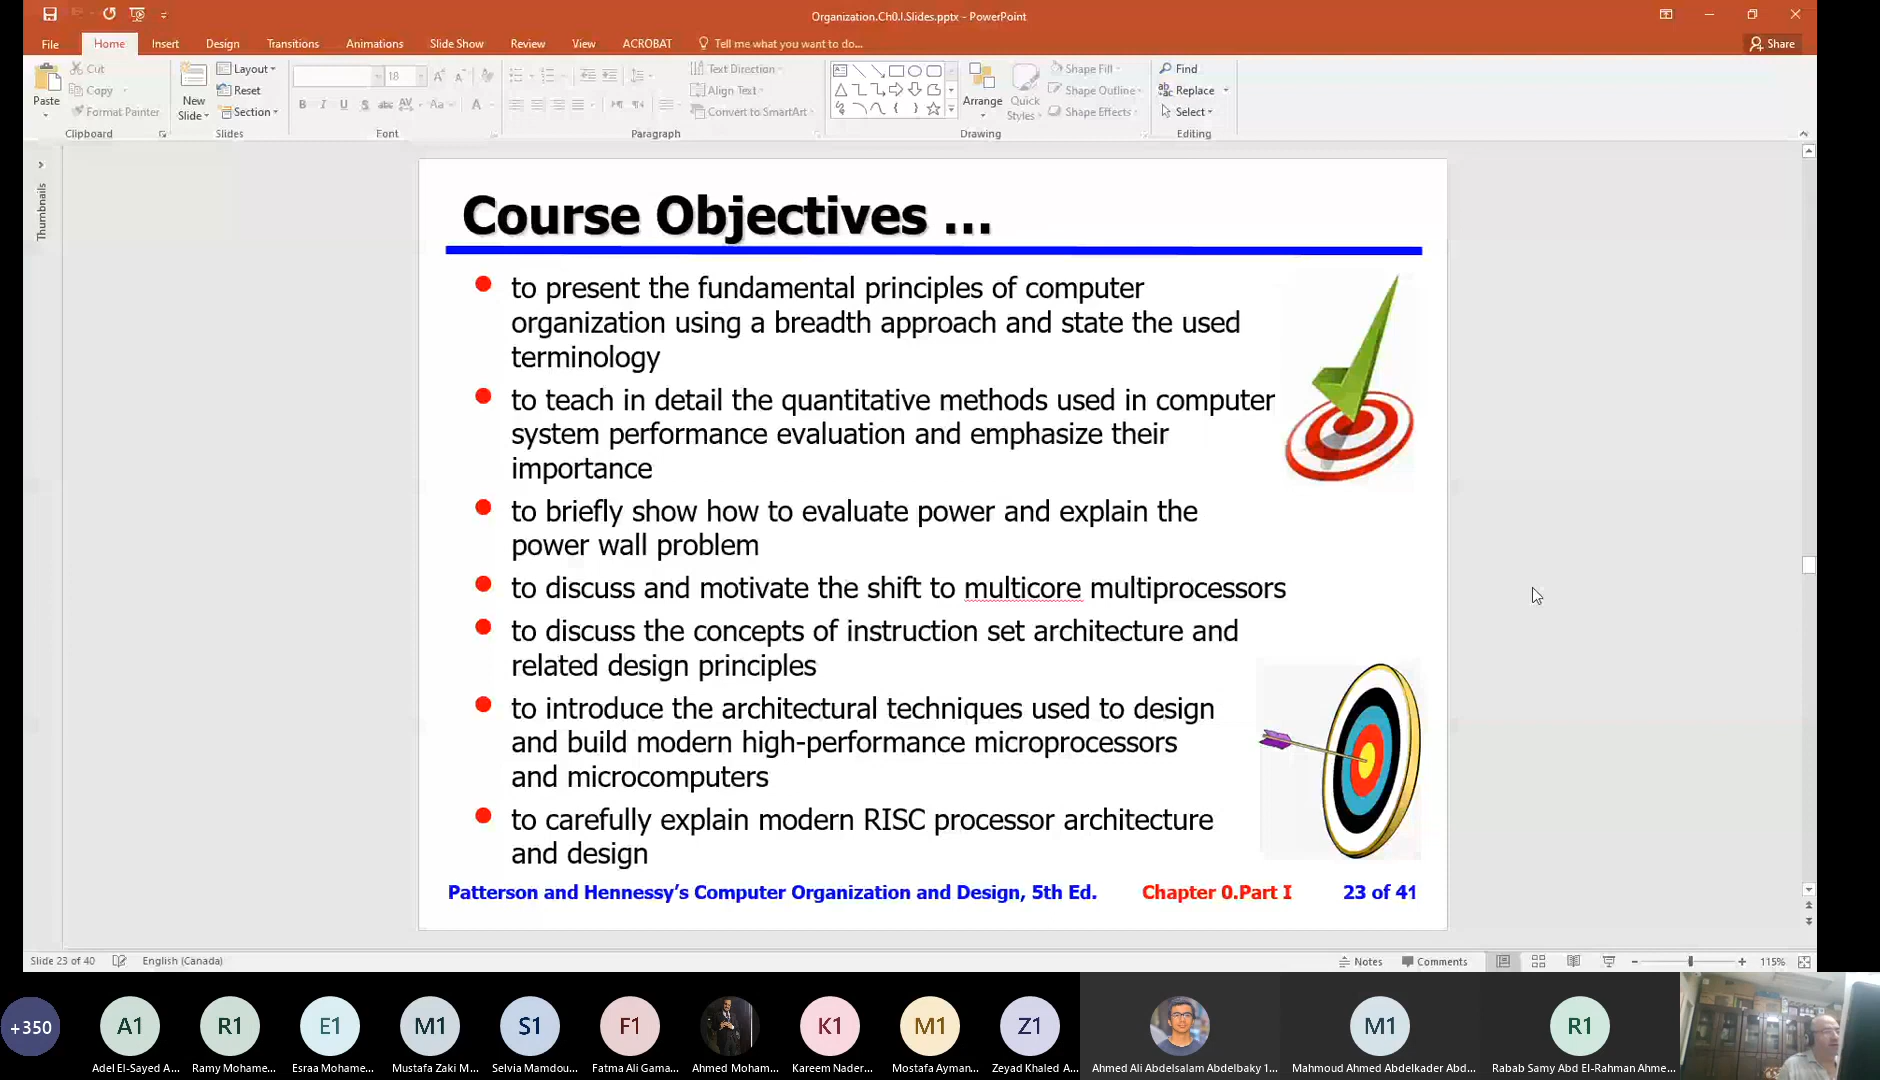 Organization.Ch0.I.Slides.pptx - PowerPoint
File Home Insert Design Transitions Animations Slide Show Review View ACROBAT Tell me what you want to do... Share
Paste
Cut
Copy
Format Painter
Clipboard
New
Slide
Layout
Reset
Section
Slides
18
B I U S abc AV Aa A
Font
Text Direction
Align Text
Convert to SmartArt
Paragraph
Arrange
Quick
Styles
Shape Fill
Shape Outline
Shape Effects
Drawing
Find
Replace
Select
Editing
Thumbnails
Course Objectives ...
to present the fundamental principles of computer
organization using a breadth approach and state the used
terminology
to teach in detail the quantitative methods used in computer
system performance evaluation and emphasize their
importance
to briefly show how to evaluate power and explain the
power wall problem
to discuss and motivate the shift to multicore multiprocessors
to discuss the concepts of instruction set architecture and
related design principles
to introduce the architectural techniques used to design
and build modern high-performance microprocessors
and microcomputers
to carefully explain modern RISC processor architecture
and design
Patterson and Hennessy's Computer Organization and Design, 5th Ed. Chapter 0.Part I 23 of 41
Slide 23 of 40 English (Canada) Notes Comments 115%
+350 A1 R1 E1 M1 S1 F1 K1 M1 Z1 M1 R1
Adel El-Sayed A... Ramy Mohame... Esraa Mohame... Mustafa Zaki M... Selvia Mamdou... Fatma Ali Gama... Ahmed Moham... Kareem Nader... Mostafa Ayman... Zeyad Khaled A... Ahmed Ali Abdelsalam Abdelbaky 1... Mahmoud Ahmed Abdelkader Abd... Rabab Samy Abd El-Rahman Ahme...